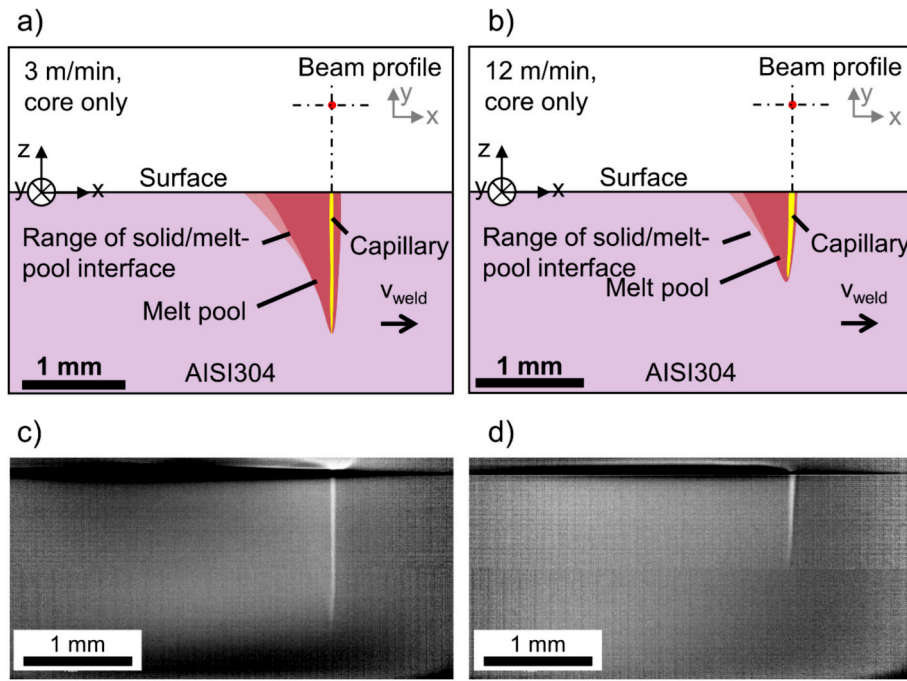 a)
3 m/min,
core only
Beam profile
y
x
z
y
x
Surface
Range of solid/melt-
pool interface
Capillary
Melt pool
vweld
1 mm
AISI304
b)
12 m/min,
core only
Beam profile
y
x
z
y
x
Surface
Range of solid/melt-
pool interface
Capillary
Melt pool
vweld
1 mm
AISI304
c)
1 mm
d)
1 mm